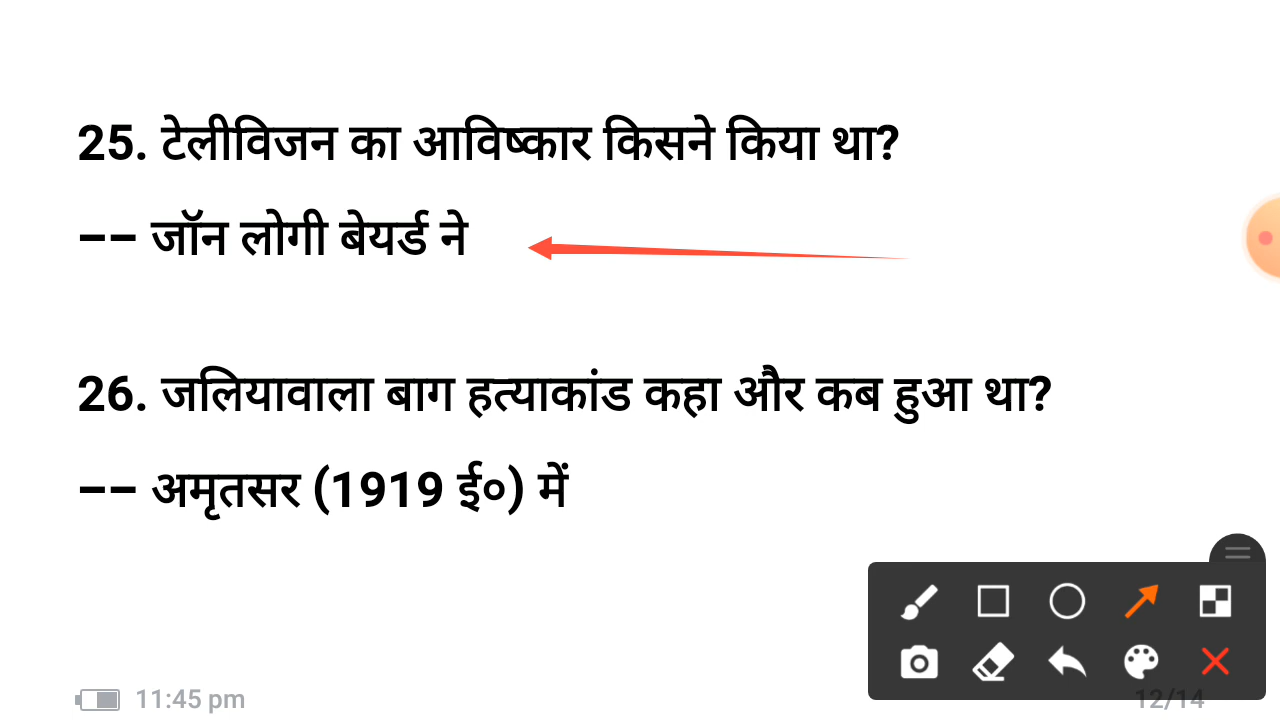 25. टेलीविजन का आविष्कार किसने किया था?
–– जॉन लोगी बेयर्ड ने
26. जलियावाला बाग हत्याकांड कहा और कब हुआ था?
–– अमृतसर (1919 ई०) में
11:45 pm
12/14